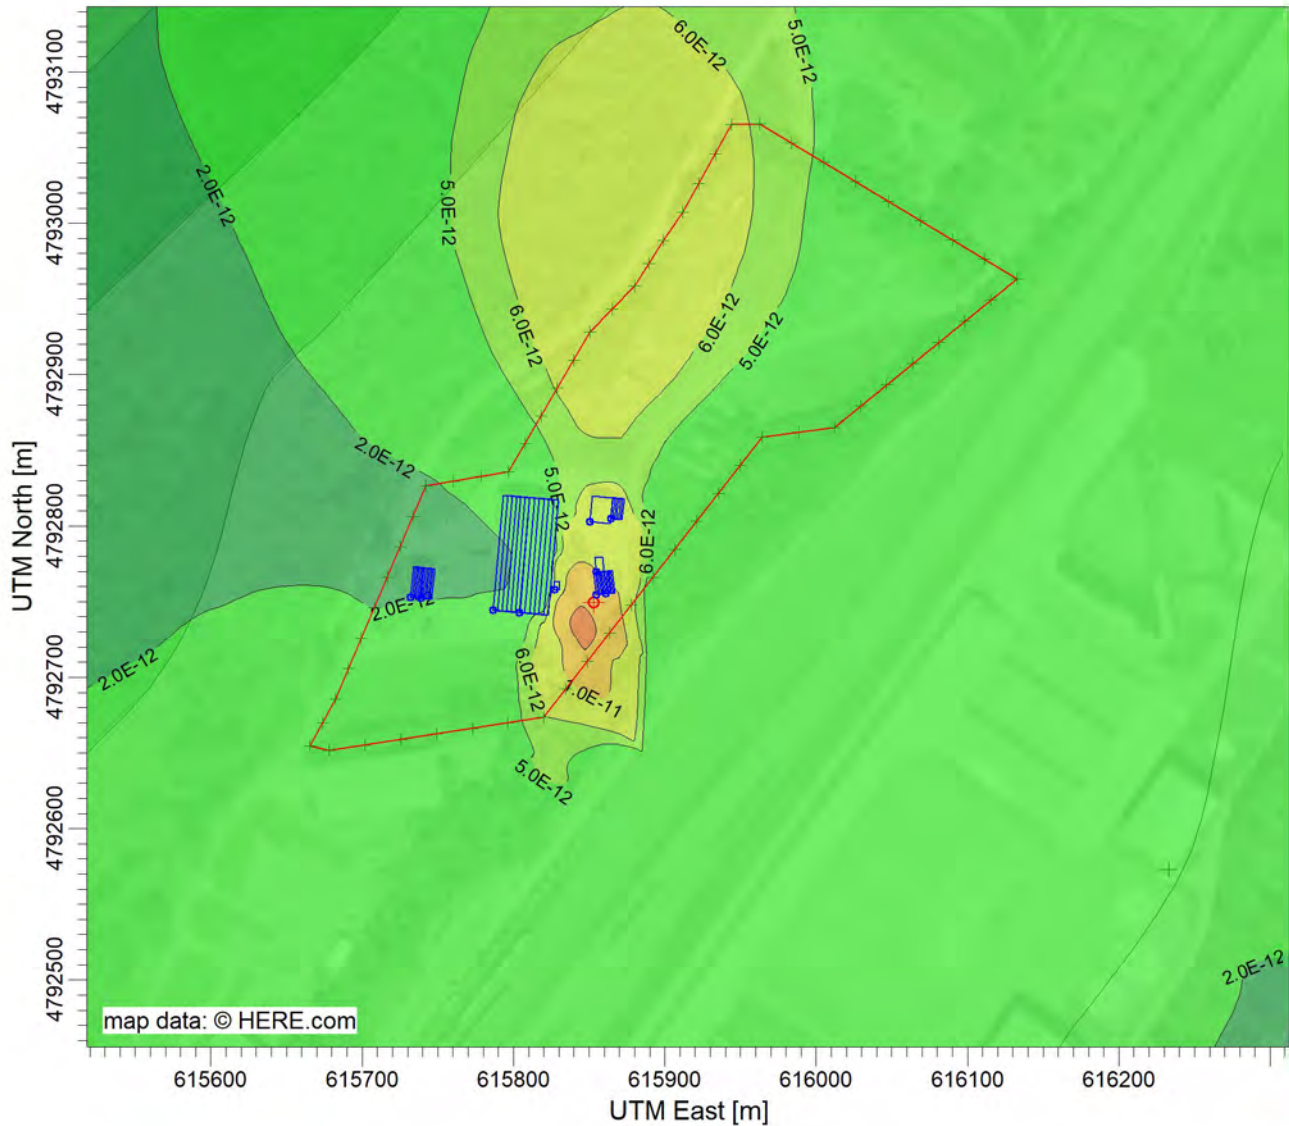 6.0E-12
5.0E-12
2.0E-12
5.0E-12
6.0E-12
6.0E-12
5.0E-12
2.0E-12
5.0E-12
6.0E-12
2.0E-12
2.0E-12
6.0E-12
1.0E-11
5.0E-12
2.0E-12
map data: © HERE.com
4793100
4793000
4792900
4792800
4792700
4792600
4792500
UTM North [m]
615600
615700
615800
615900
616000
616100
616200
UTM East [m]